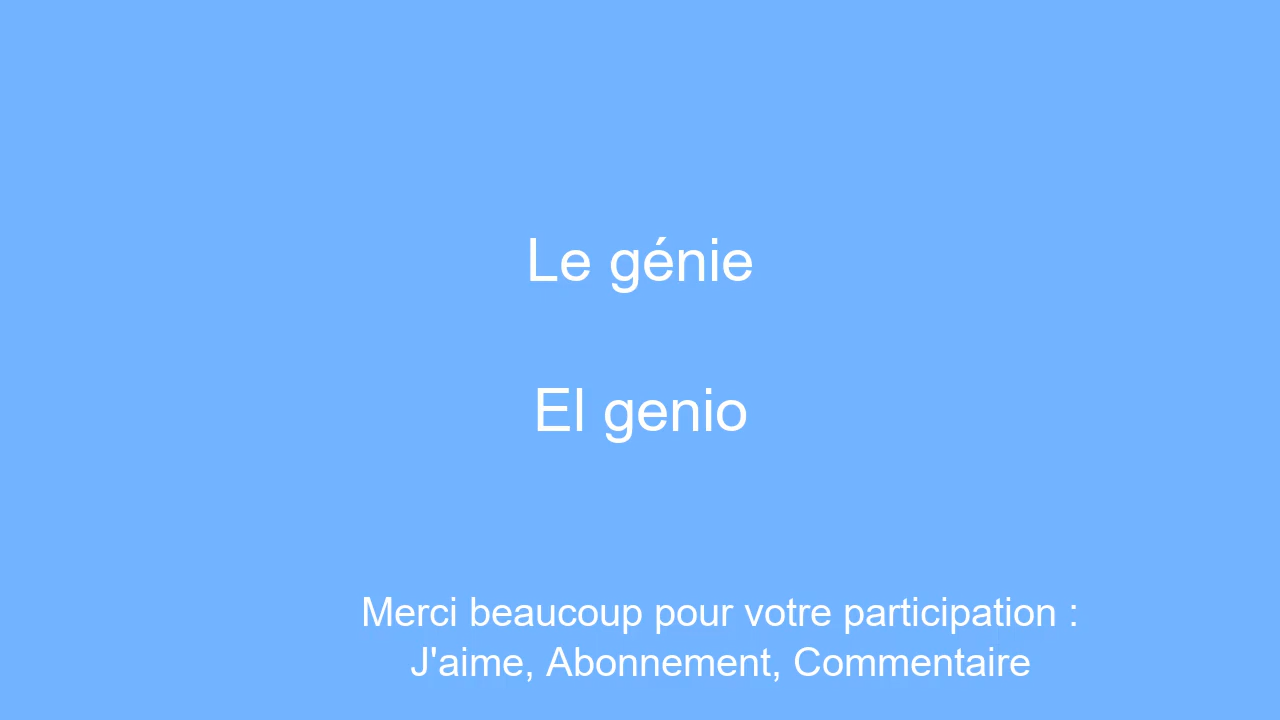 Le génie
El genio
Merci beaucoup pour votre participation :
J'aime, Abonnement, Commentaire